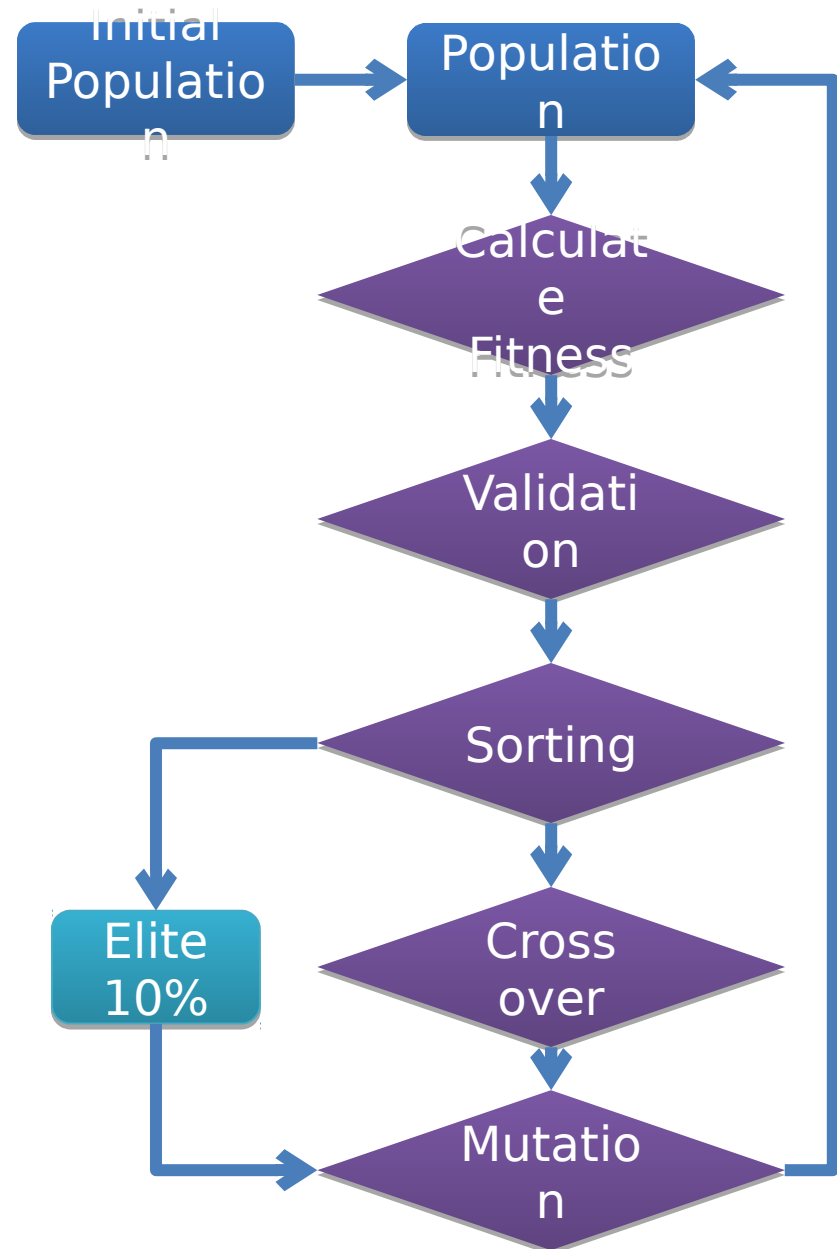 Initial
Populatio
n
Populatio
n
Calculat
e
Fitness
Validati
on
Sorting
Elite
10%
Cross
over
Mutatio
n